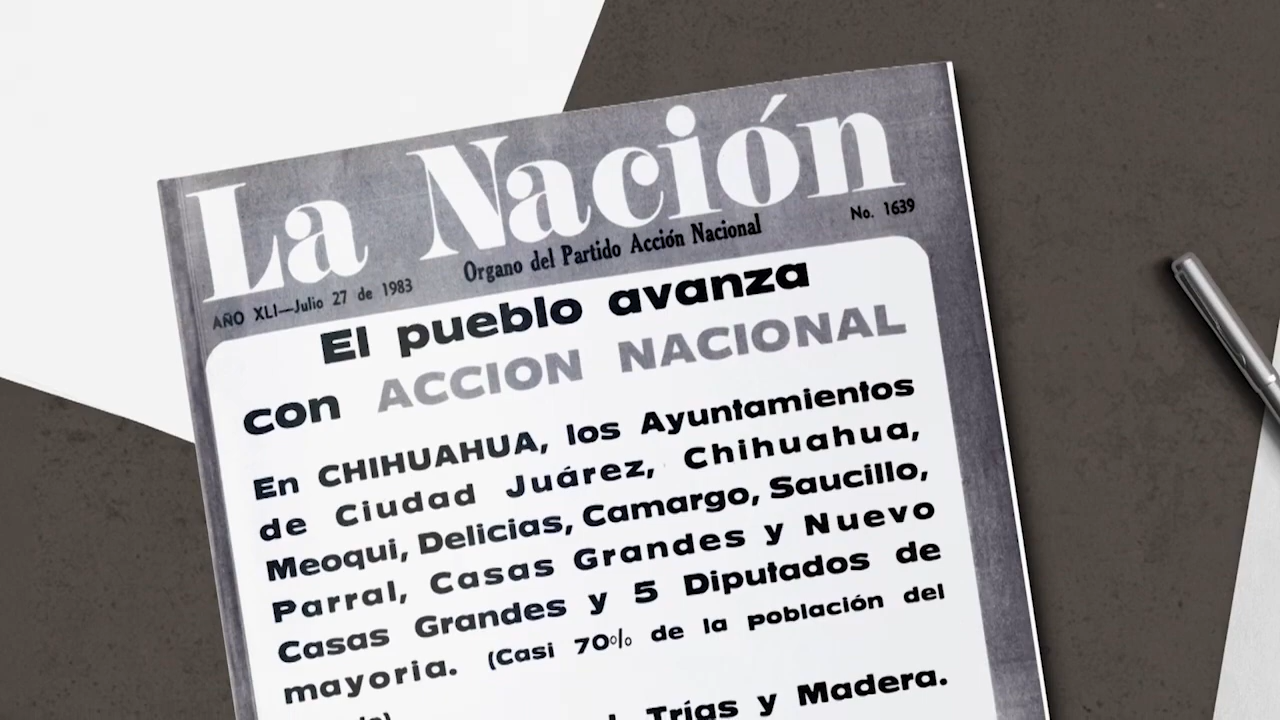 La Nación
Organo del Partido Acción Nacional
No. 1639
AÑO XLI—Julio 27 de 1983
El pueblo avanza
con ACCION NACIONAL
En CHIHUAHUA, los Ayuntamientos
de Ciudad Juárez, Chihuahua,
Meoqui, Delicias, Camargo, Saucillo,
Parral, Casas Grandes y Nuevo
Casas Grandes y 5 Diputados de
mayoria. (Casi 70% de la población del
Trías y Madera.